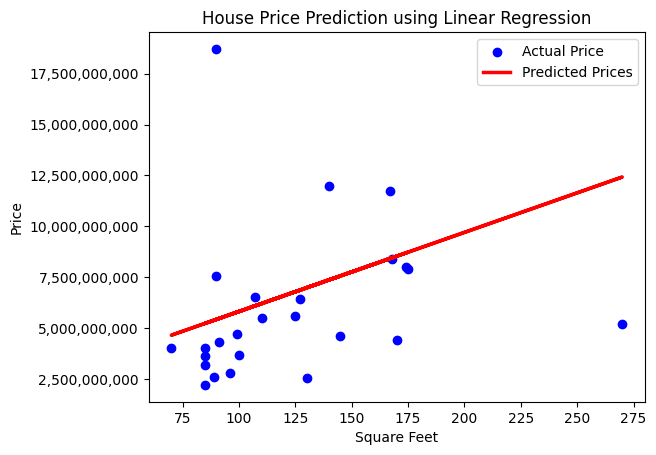 House Price Prediction using Linear Regression
Actual Price
Predicted Prices
17,500,000,000
15,000,000,000
12,500,000,000
10,000,000,000
7,500,000,000
5,000,000,000
2,500,000,000
Price
75 100 125 150 175 200 225 250 275
Square Feet